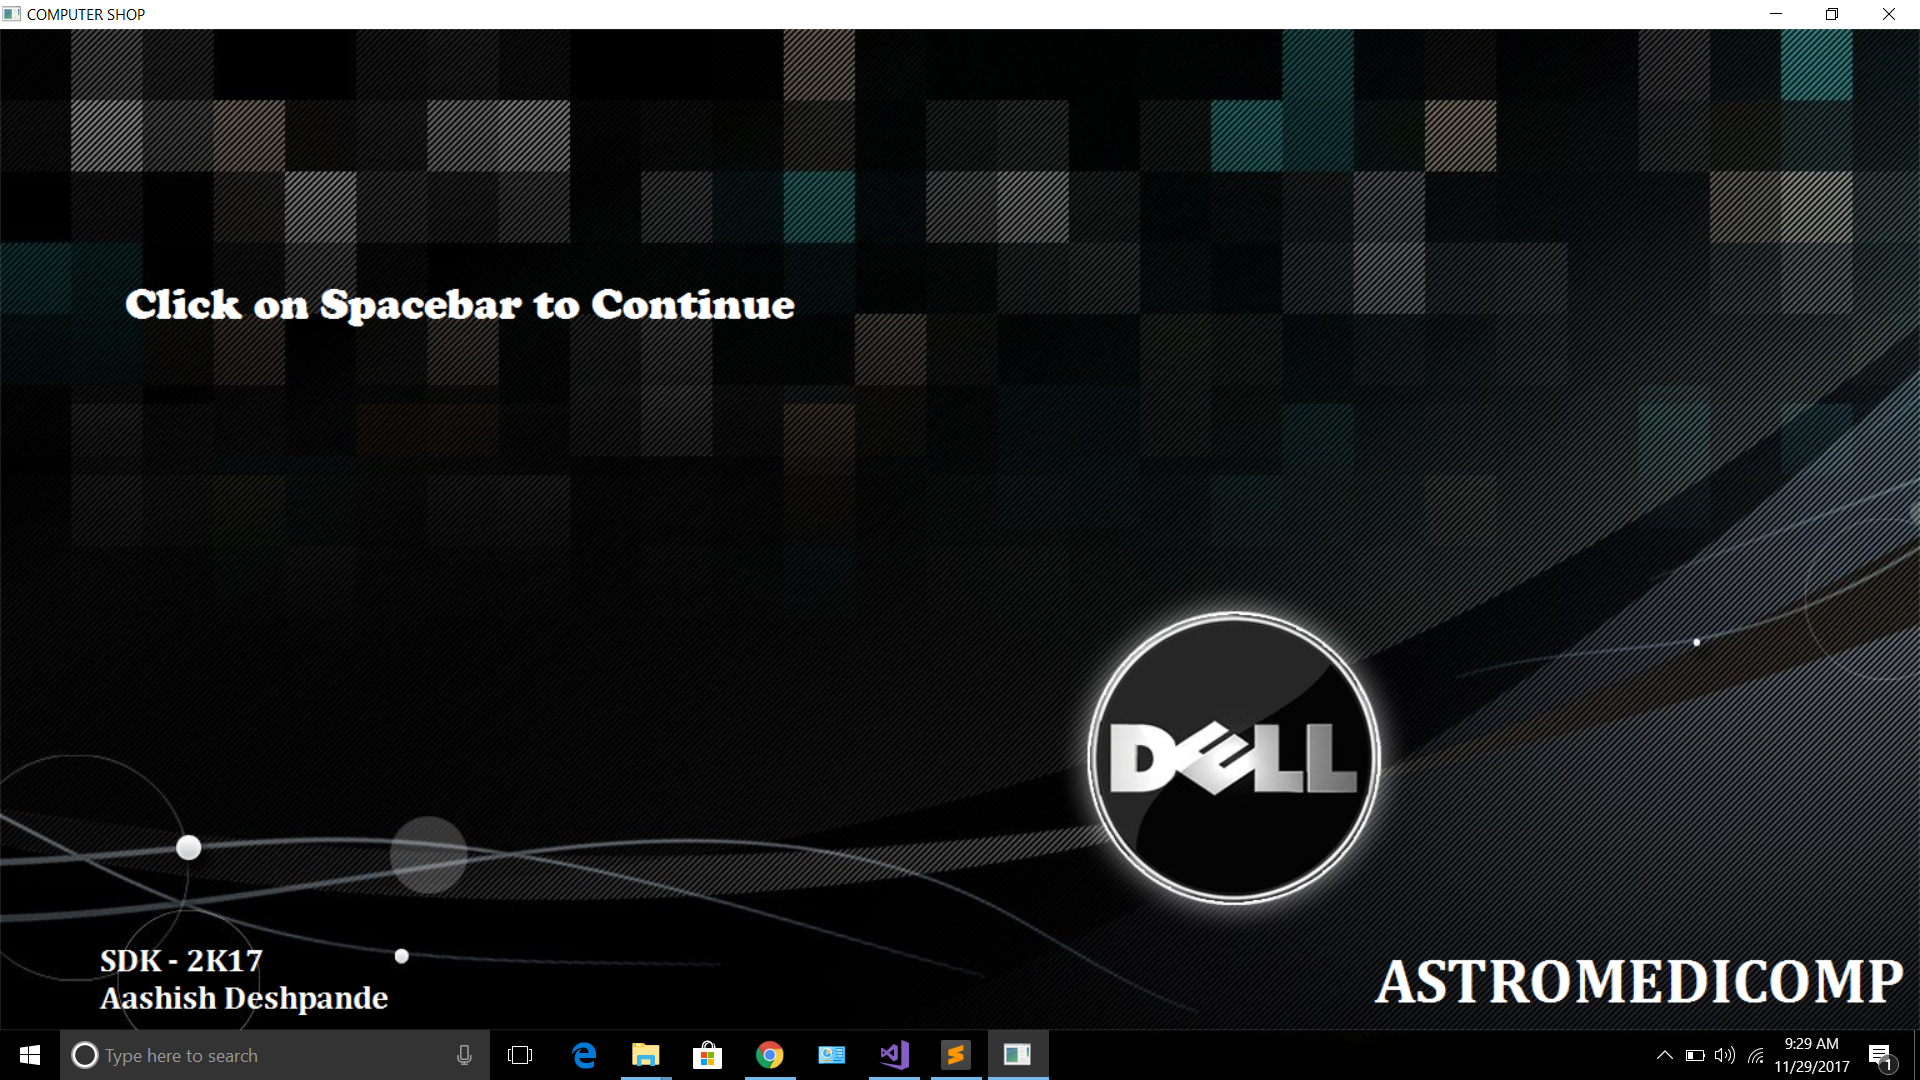 COMPUTER SHOP
Click on Spacebar to Continue
DELL
SDK - 2K17
Aashish Deshpande
ASTROMEDICOMP
Type here to search
9:29 AM
11/29/2017
1